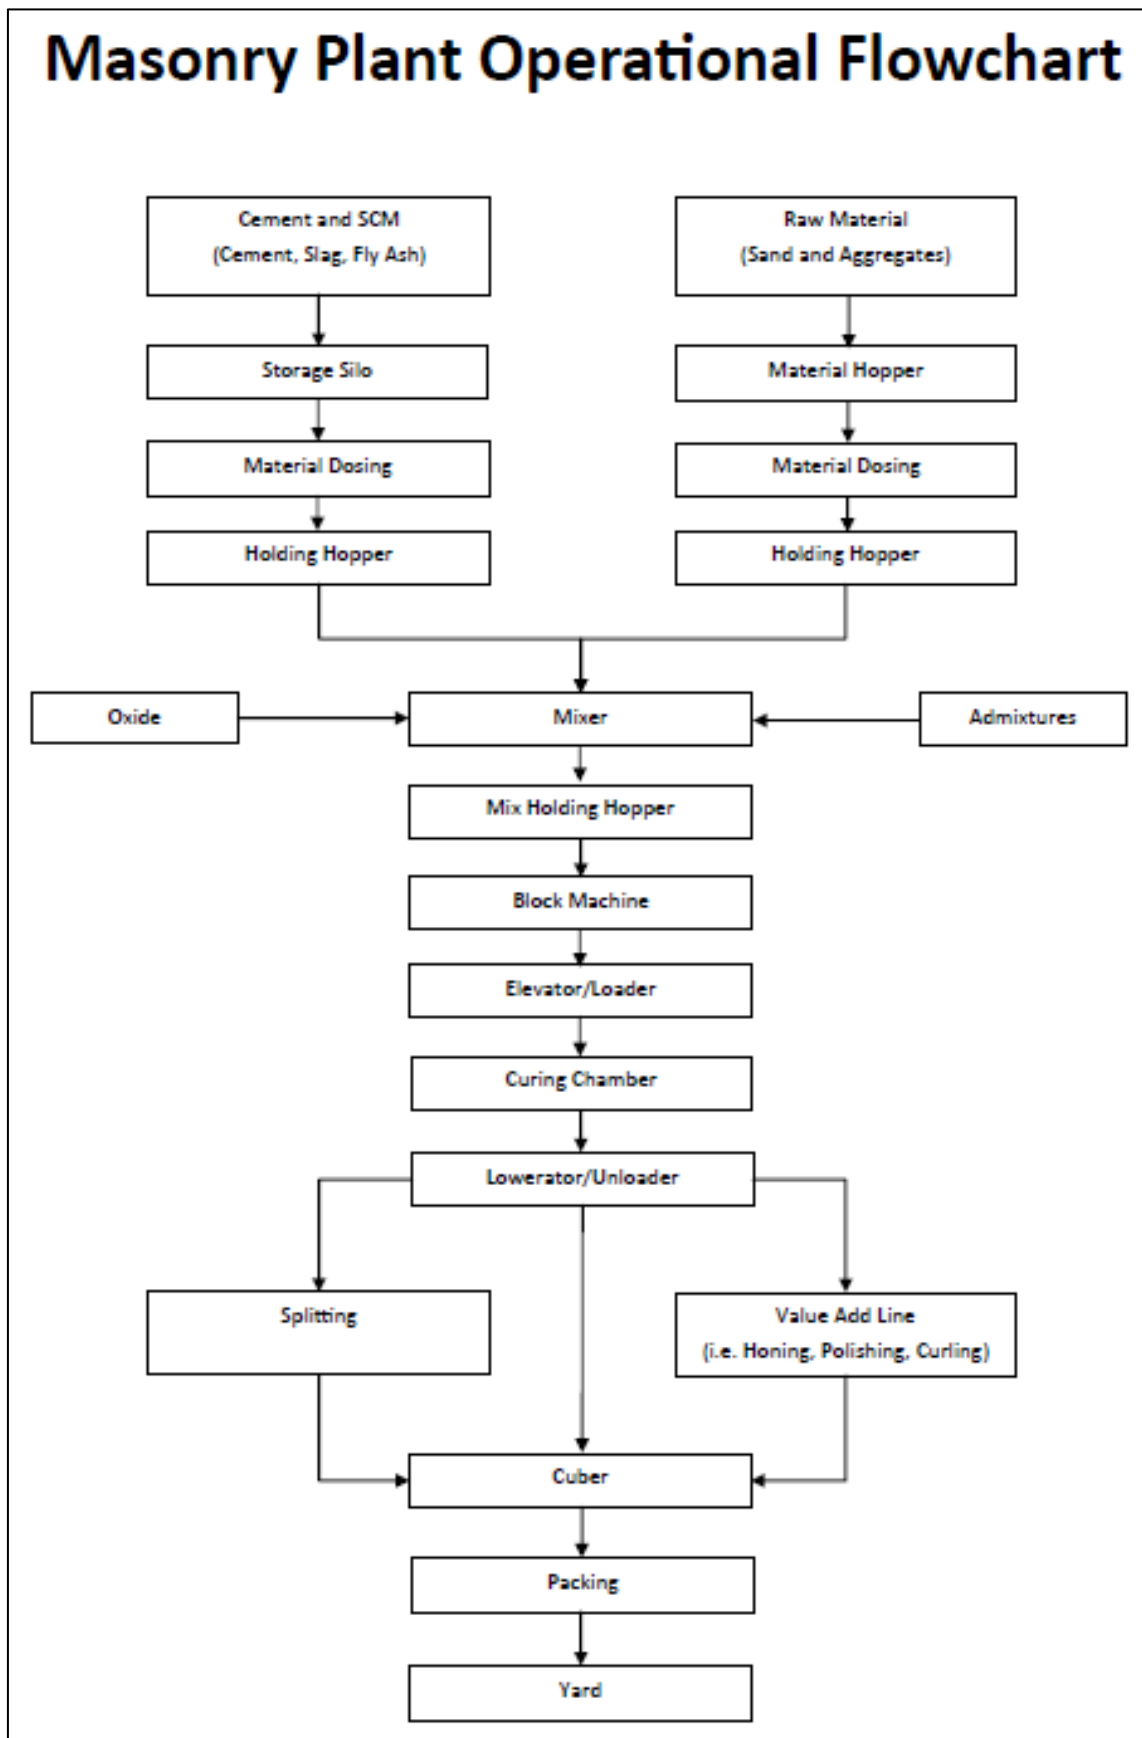 Masonry Plant Operational Flowchart
Cement and SCM
(Cement, Slag, Fly Ash)
Raw Material
(Sand and Aggregates)
Storage Silo
Material Hopper
Material Dosing
Material Dosing
Holding Hopper
Holding Hopper
Oxide
Mixer
Admixtures
Mix Holding Hopper
Block Machine
Elevator/Loader
Curing Chamber
Lowerator/Unloader
Splitting
Value Add Line
(i.e. Honing, Polishing, Curling)
Cuber
Packing
Yard